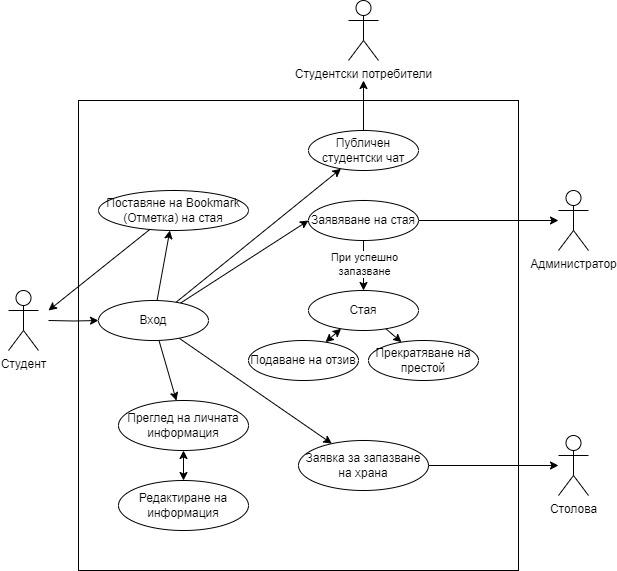 Студентски потребители
Публичен
студентски чат
Поставяне на Bookmark
(Отметка) на стая
Заявяване на стая
Администратор
При успешно
запазване
Стая
Вход
Студент
Подаване на отзив
Прекратяване на
престой
Преглед на личната
информация
Заявка за запазване
на храна
Редактиране на
информация
Столова